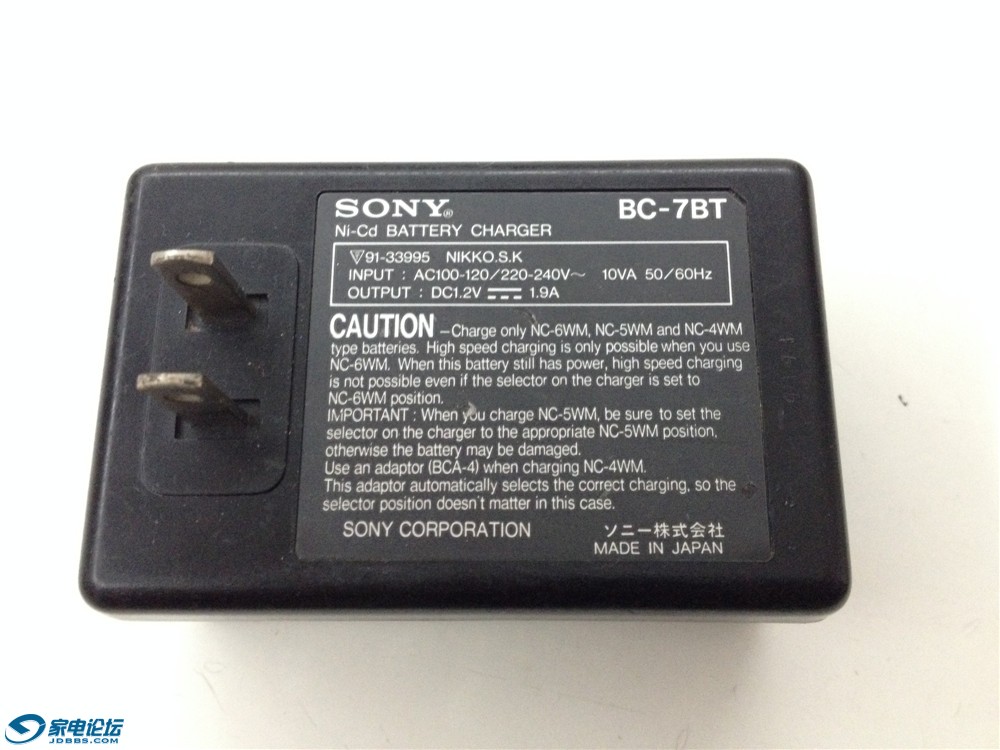 SONY®
BC-7BT
Ni-Cd BATTERY CHARGER
▽91-33995 NIKKO.S.K
INPUT : AC100-120/220-240V～ 10VA 50/60Hz
OUTPUT : DC1.2V ⎓ 1.9A
CAUTION –Charge only NC-6WM, NC-5WM and NC-4WM
type batteries. High speed charging is only possible when you use
NC-6WM. When this battery still has power, high speed charging
is not possible even if the selector on the charger is set to
NC-6WM position.
IMPORTANT : When you charge NC-5WM, be sure to set the
selector on the charger to the appropriate NC-5WM position,
otherwise the battery may be damaged.
Use an adaptor (BCA-4) when charging NC-4WM.
This adaptor automatically selects the correct charging, so the
selector position doesn't matter in this case.
SONY CORPORATION
ソニー株式会社
MADE IN JAPAN
家电论坛
JDBBS.COM